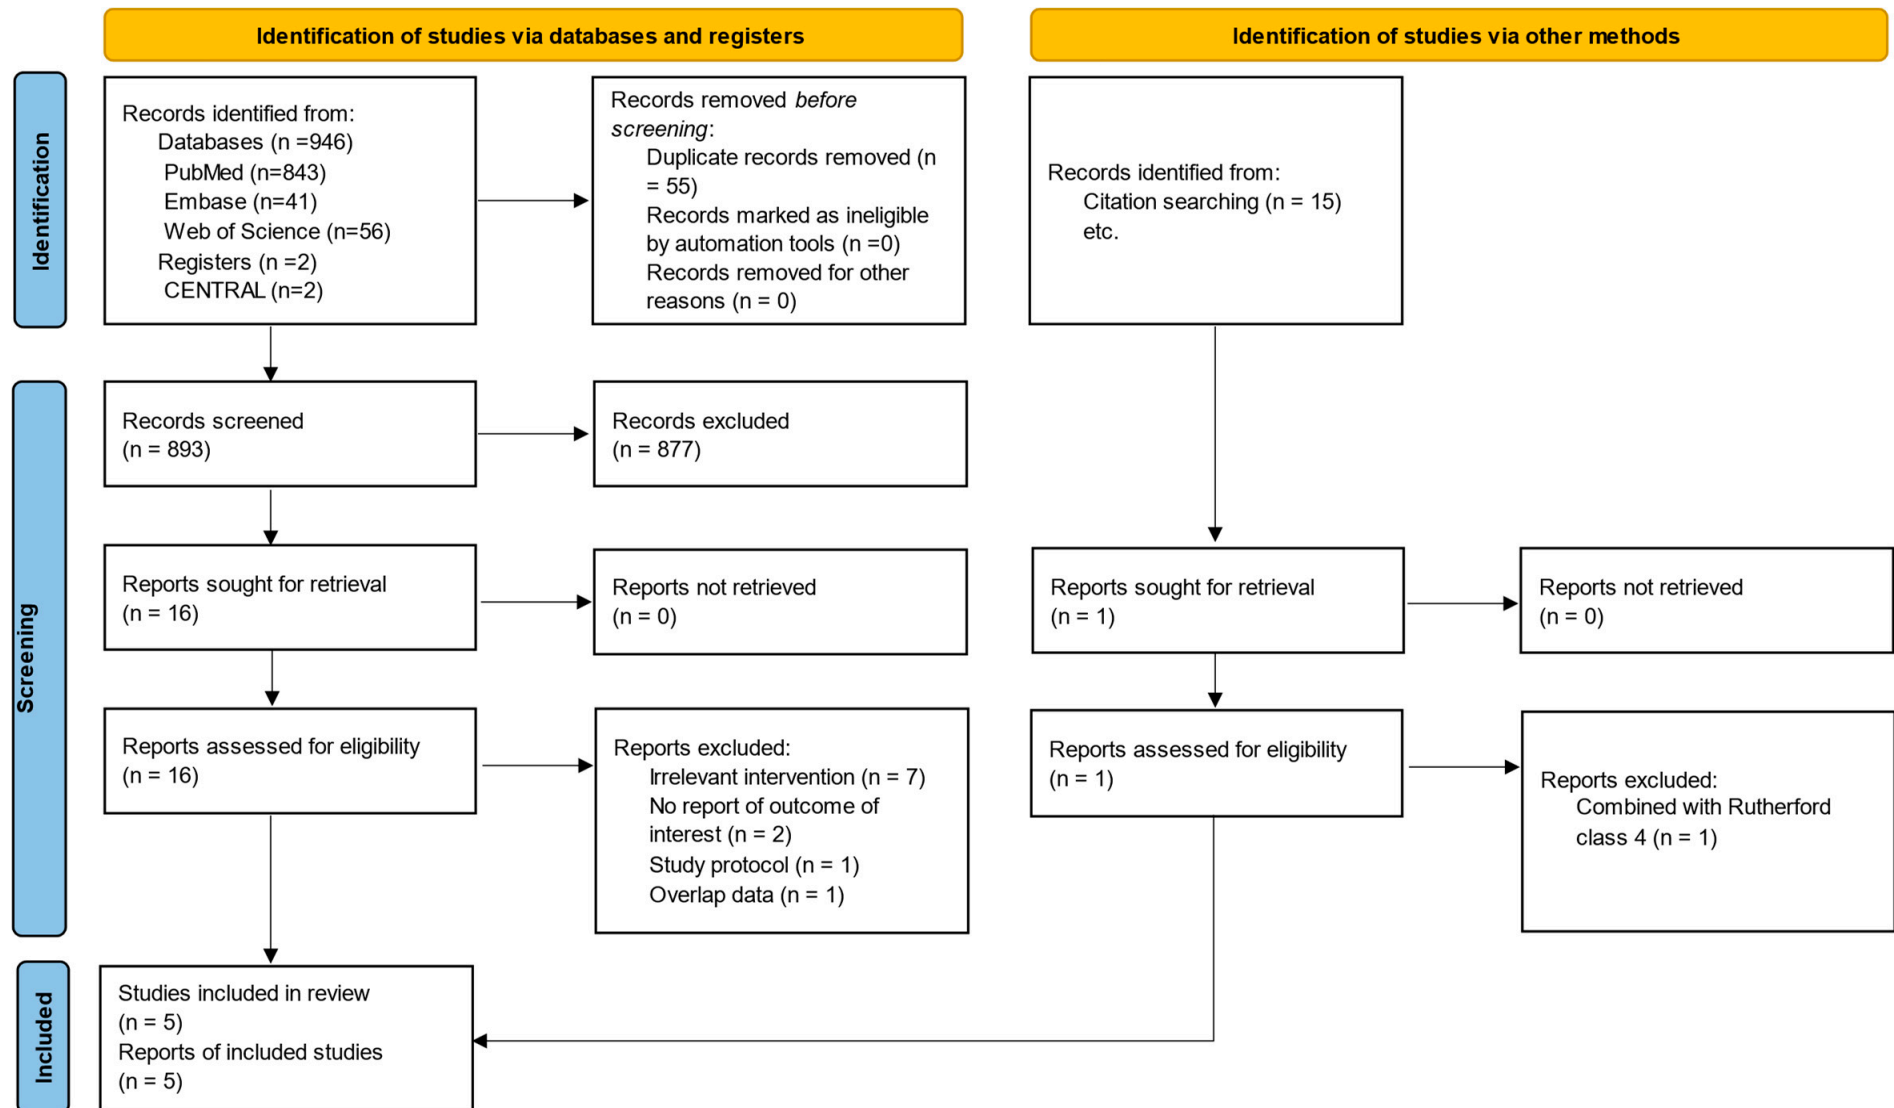 Identification of studies via databases and registers
Identification of studies via other methods
Identification
Records identified from:
Databases (n =946)
PubMed (n=843)
Embase (n=41)
Web of Science (n=56)
Registers (n =2)
CENTRAL (n=2)
Records removed before
screening:
Duplicate records removed (n
= 55)
Records marked as ineligible
by automation tools (n =0)
Records removed for other
reasons (n = 0)
Records identified from:
Citation searching (n = 15)
etc.
Screening
Records screened
(n = 893)
Records excluded
(n = 877)
Reports sought for retrieval
(n = 16)
Reports not retrieved
(n = 0)
Reports sought for retrieval
(n = 1)
Reports not retrieved
(n = 0)
Reports assessed for eligibility
(n = 16)
Reports excluded:
Irrelevant intervention (n = 7)
No report of outcome of
interest (n = 2)
Study protocol (n = 1)
Overlap data (n = 1)
Reports assessed for eligibility
(n = 1)
Reports excluded:
Combined with Rutherford
class 4 (n = 1)
Included
Studies included in review
(n = 5)
Reports of included studies
(n = 5)